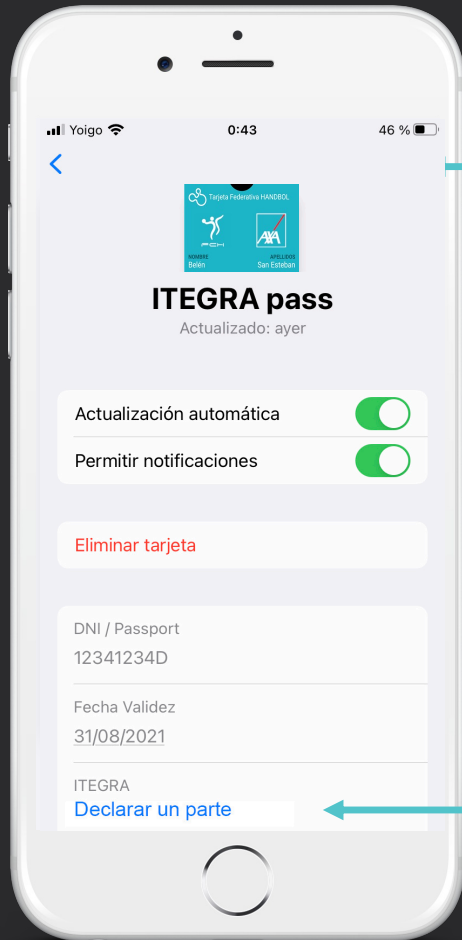 Yoigo
0:43
46 %
Tarjeta Federativa HANDBOL
FCH
AXA
NOMBRE
APELLIDOS
Belén
San Esteban
ITEGRA pass
Actualizado: ayer
Actualización automática
Permitir notificaciones
Eliminar tarjeta
DNI / Passport
12341234D
Fecha Validez
31/08/2021
ITEGRA
Declarar un parte